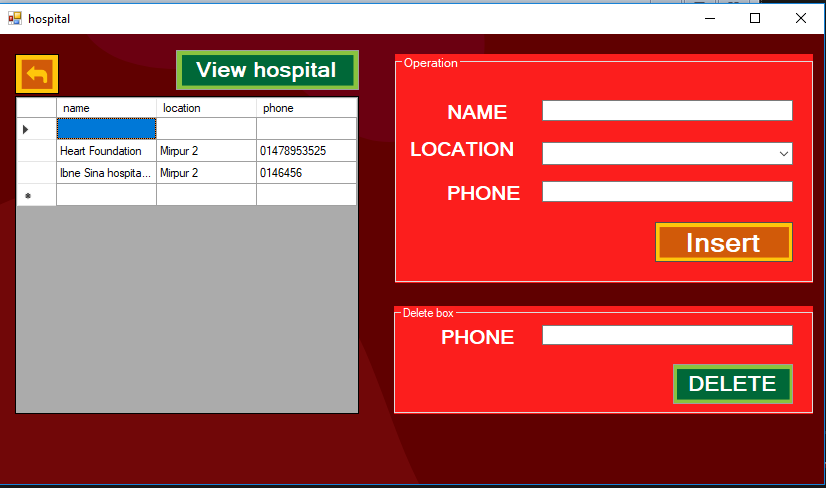 hospital
View hospital
name location phone
Heart Foundation Mirpur 2 01478953525
Ibne Sina hospita... Mirpur 2 0146456
Operation
NAME
LOCATION
PHONE
Insert
Delete box
PHONE
DELETE